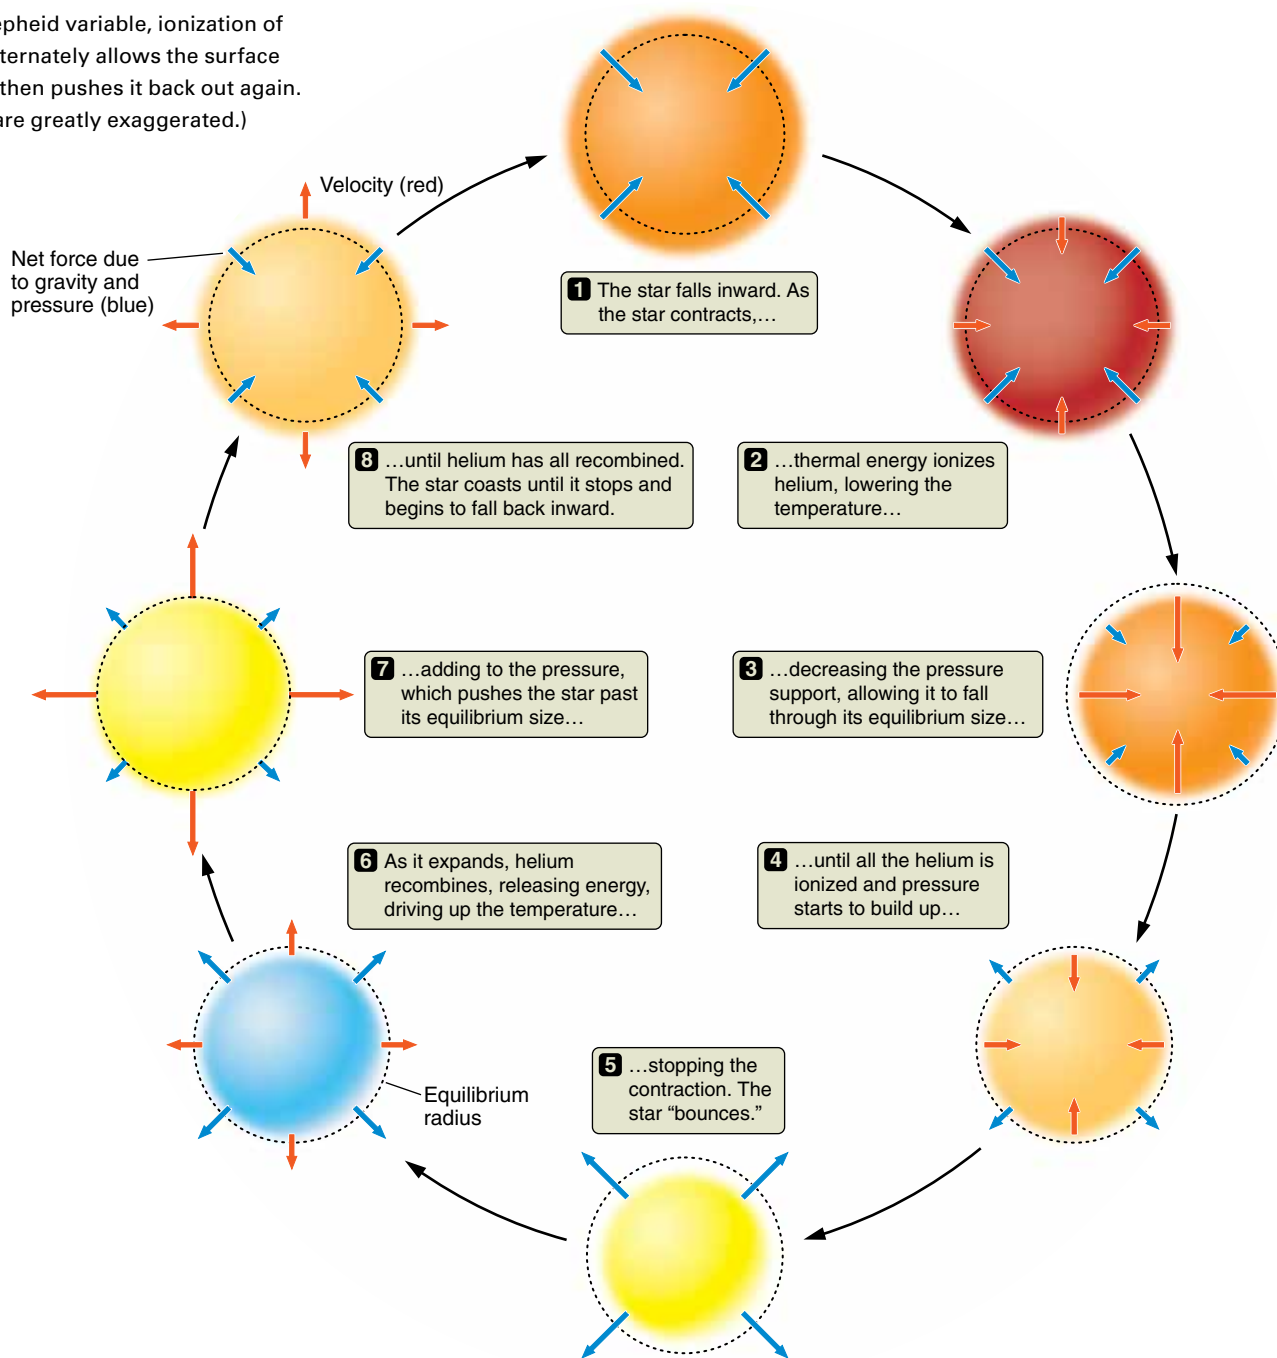 epheid variable, ionization of
ternately allows the surface
then pushes it back out again.
are greatly exaggerated.)
Velocity (red)
Net force due
to gravity and
pressure (blue)
1 The star falls inward. As
the star contracts,…
2 …thermal energy ionizes
helium, lowering the
temperature…
3 …decreasing the pressure
support, allowing it to fall
through its equilibrium size…
4 …until all the helium is
ionized and pressure
starts to build up…
5 …stopping the
contraction. The
star “bounces.”
6 As it expands, helium
recombines, releasing energy,
driving up the temperature…
7 …adding to the pressure,
which pushes the star past
its equilibrium size…
8 …until helium has all recombined.
The star coasts until it stops and
begins to fall back inward.
Equilibrium
radius